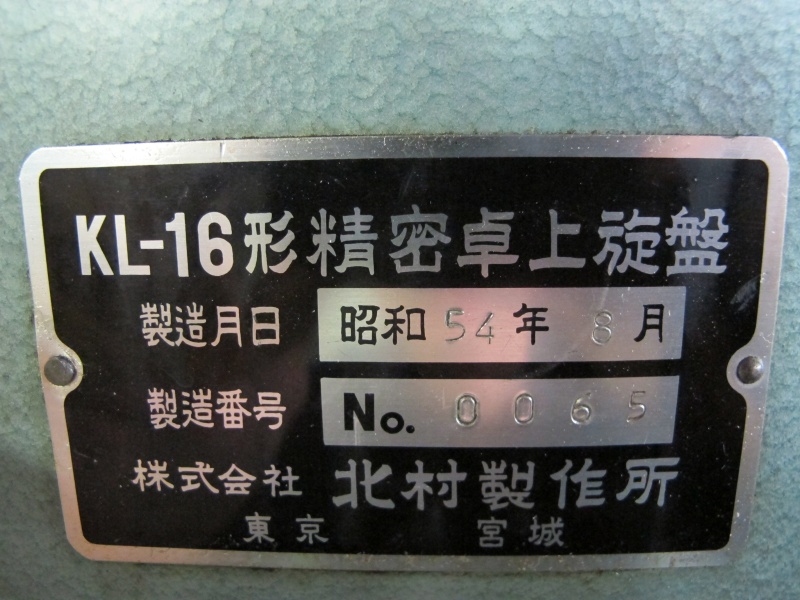 KL-16形精密卓上旋盤
製造月日 昭和54年 8月
製造番号 No. 0065
株式会社 北村製作所
東京 宮城